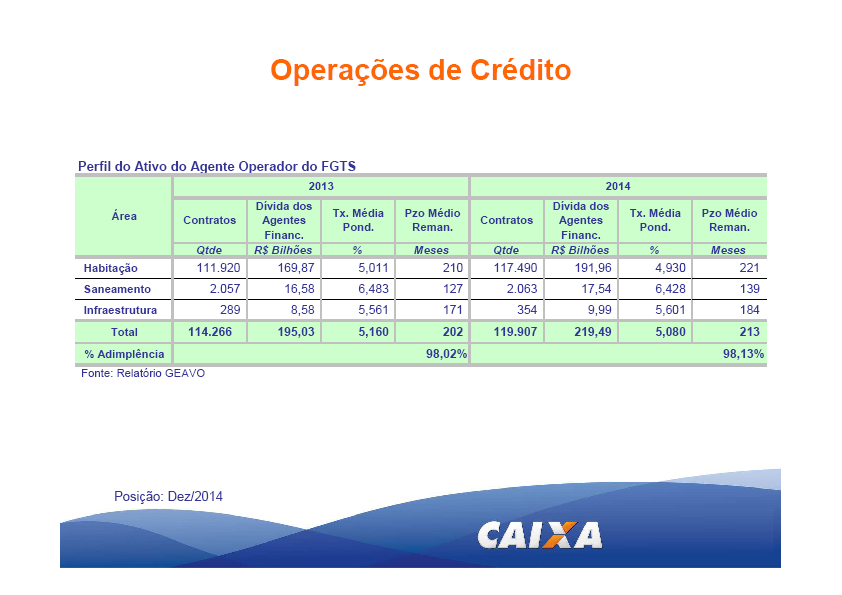 Operações de Crédito
Perfil do Ativo do Agente Operador do FGTS
Área 2013 2014
Contratos Dívida dos Agentes Financ. Tx. Média Pond. Pzo Médio Reman. Contratos Dívida dos Agentes Financ. Tx. Média Pond. Pzo Médio Reman.
Qtde R$ Bilhões % Meses Qtde R$ Bilhões % Meses
Habitação 111.920 169,87 5,011 210 117.490 191,96 4,930 221
Saneamento 2.057 16,58 6,483 127 2.063 17,54 6,428 139
Infraestrutura 289 8,58 5,561 171 354 9,99 5,601 184
Total 114.266 195,03 5,160 202 119.907 219,49 5,080 213
% Adimplência 98,02% 98,13%
Fonte: Relatório GEAVO
Posição: Dez/2014
CAIXA